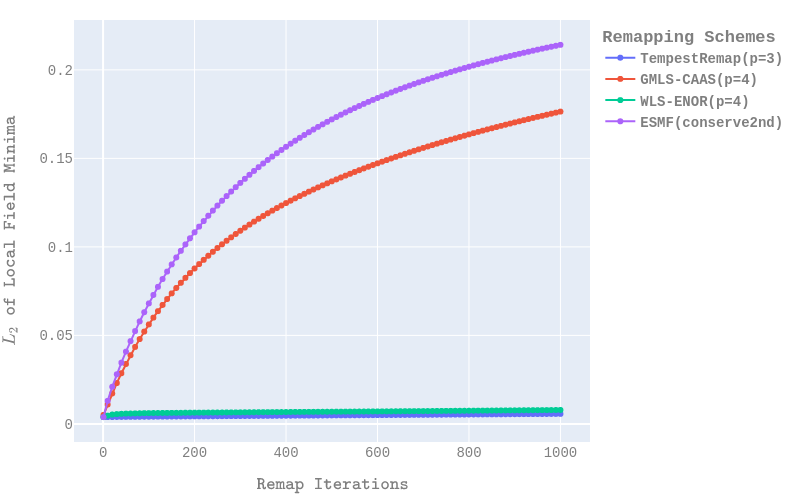 Remapping Schemes
TempestRemap(p=3)
GMLS-CAAS(p=4)
WLS-ENOR(p=4)
ESMF(conserve2nd)
L₂ of Local Field Minima
0.2
0.15
0.1
0.05
0
0 200 400 600 800 1000
Remap Iterations